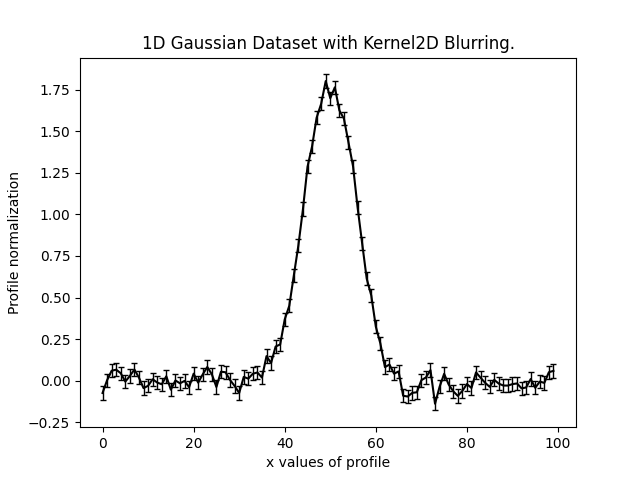 1D Gaussian Dataset with Kernel2D Blurring.
Profile normalization
1.75
1.50
1.25
1.00
0.75
0.50
0.25
0.00
−0.25
0 20 40 60 80 100
x values of profile